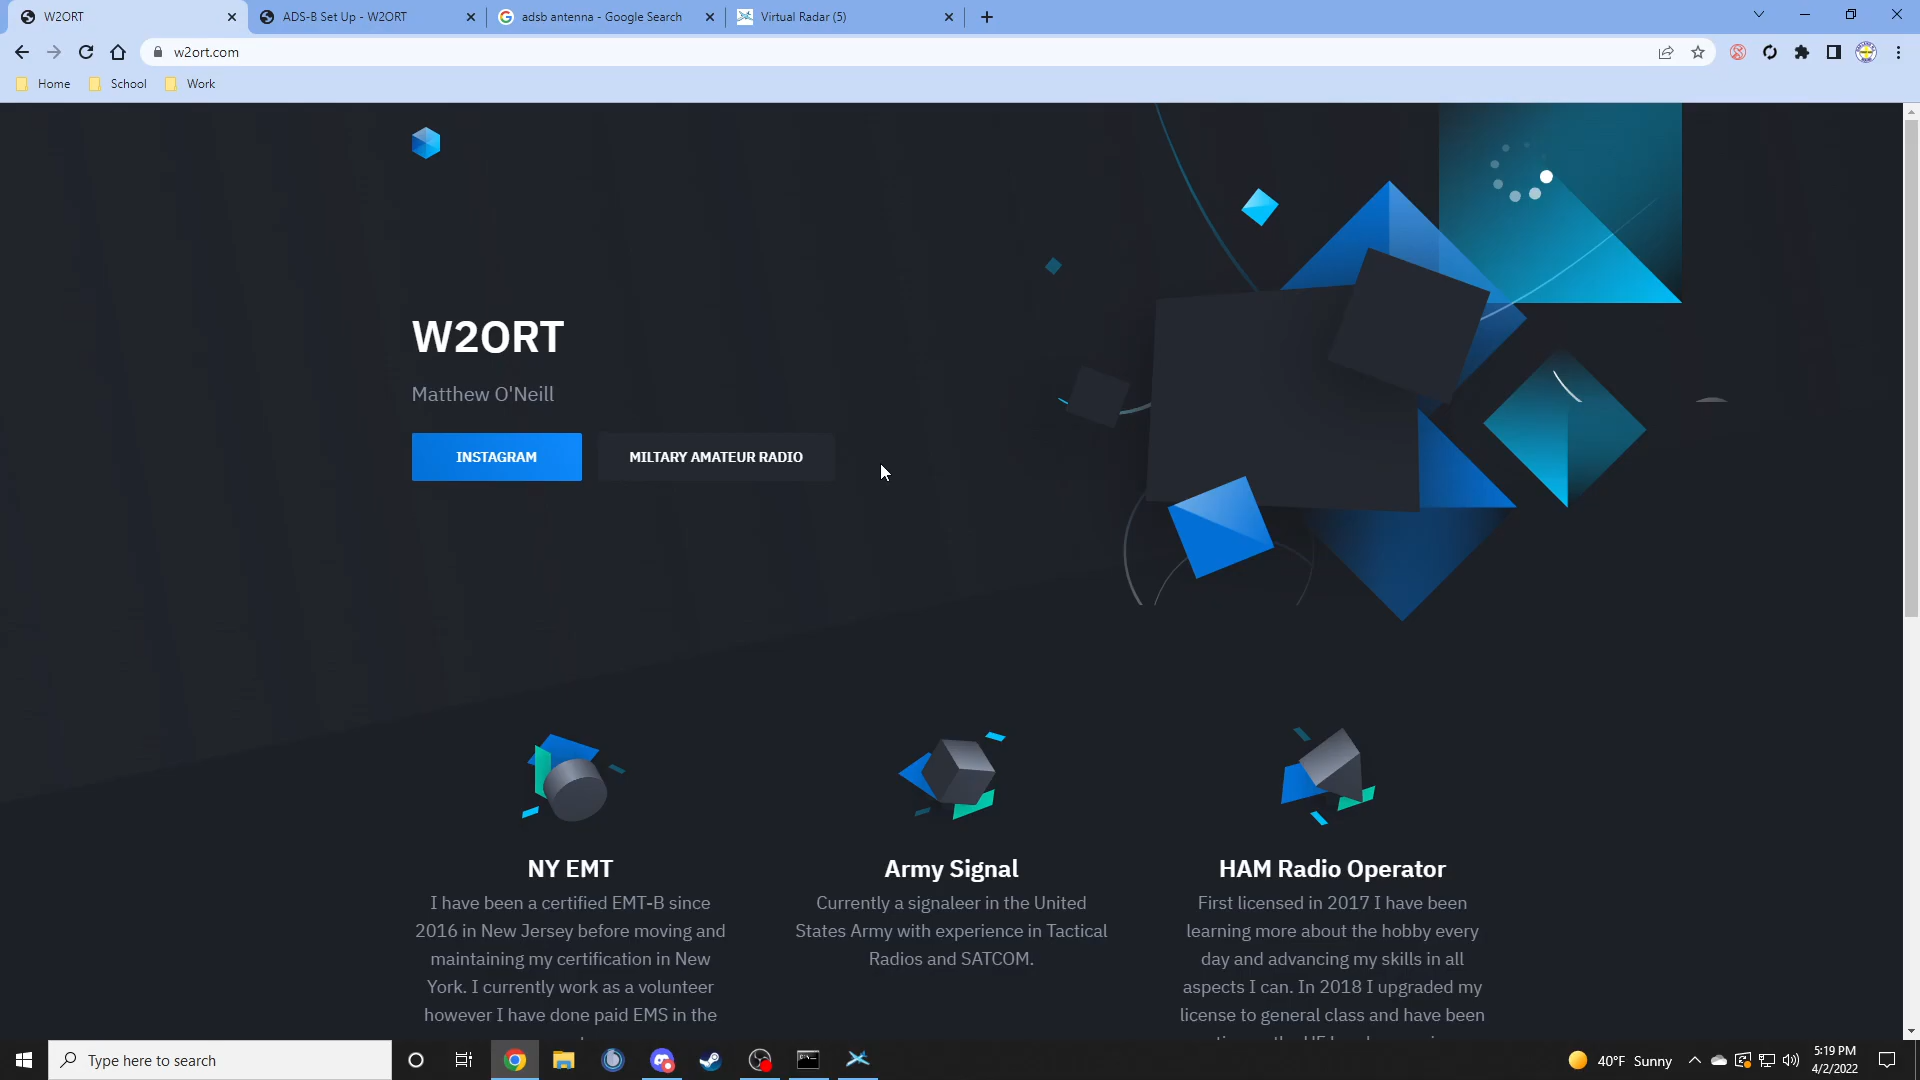 W2ORT
ADS-B Set Up - W2ORT
adsb antenna - Google Search
Virtual Radar (5)
w2ort.com
Home
School
Work
W2ORT
Matthew O'Neill
INSTAGRAM
MILTARY AMATEUR RADIO
NY EMT
I have been a certified EMT-B since
2016 in New Jersey before moving and
maintaining my certification in New
York. I currently work as a volunteer
however I have done paid EMS in the
Army Signal
Currently a signaleer in the United
States Army with experience in Tactical
Radios and SATCOM.
HAM Radio Operator
First licensed in 2017 I have been
learning more about the hobby every
day and advancing my skills in all
aspects I can. In 2018 I upgraded my
license to general class and have been
Type here to search
40°F Sunny
5:19 PM
4/2/2022